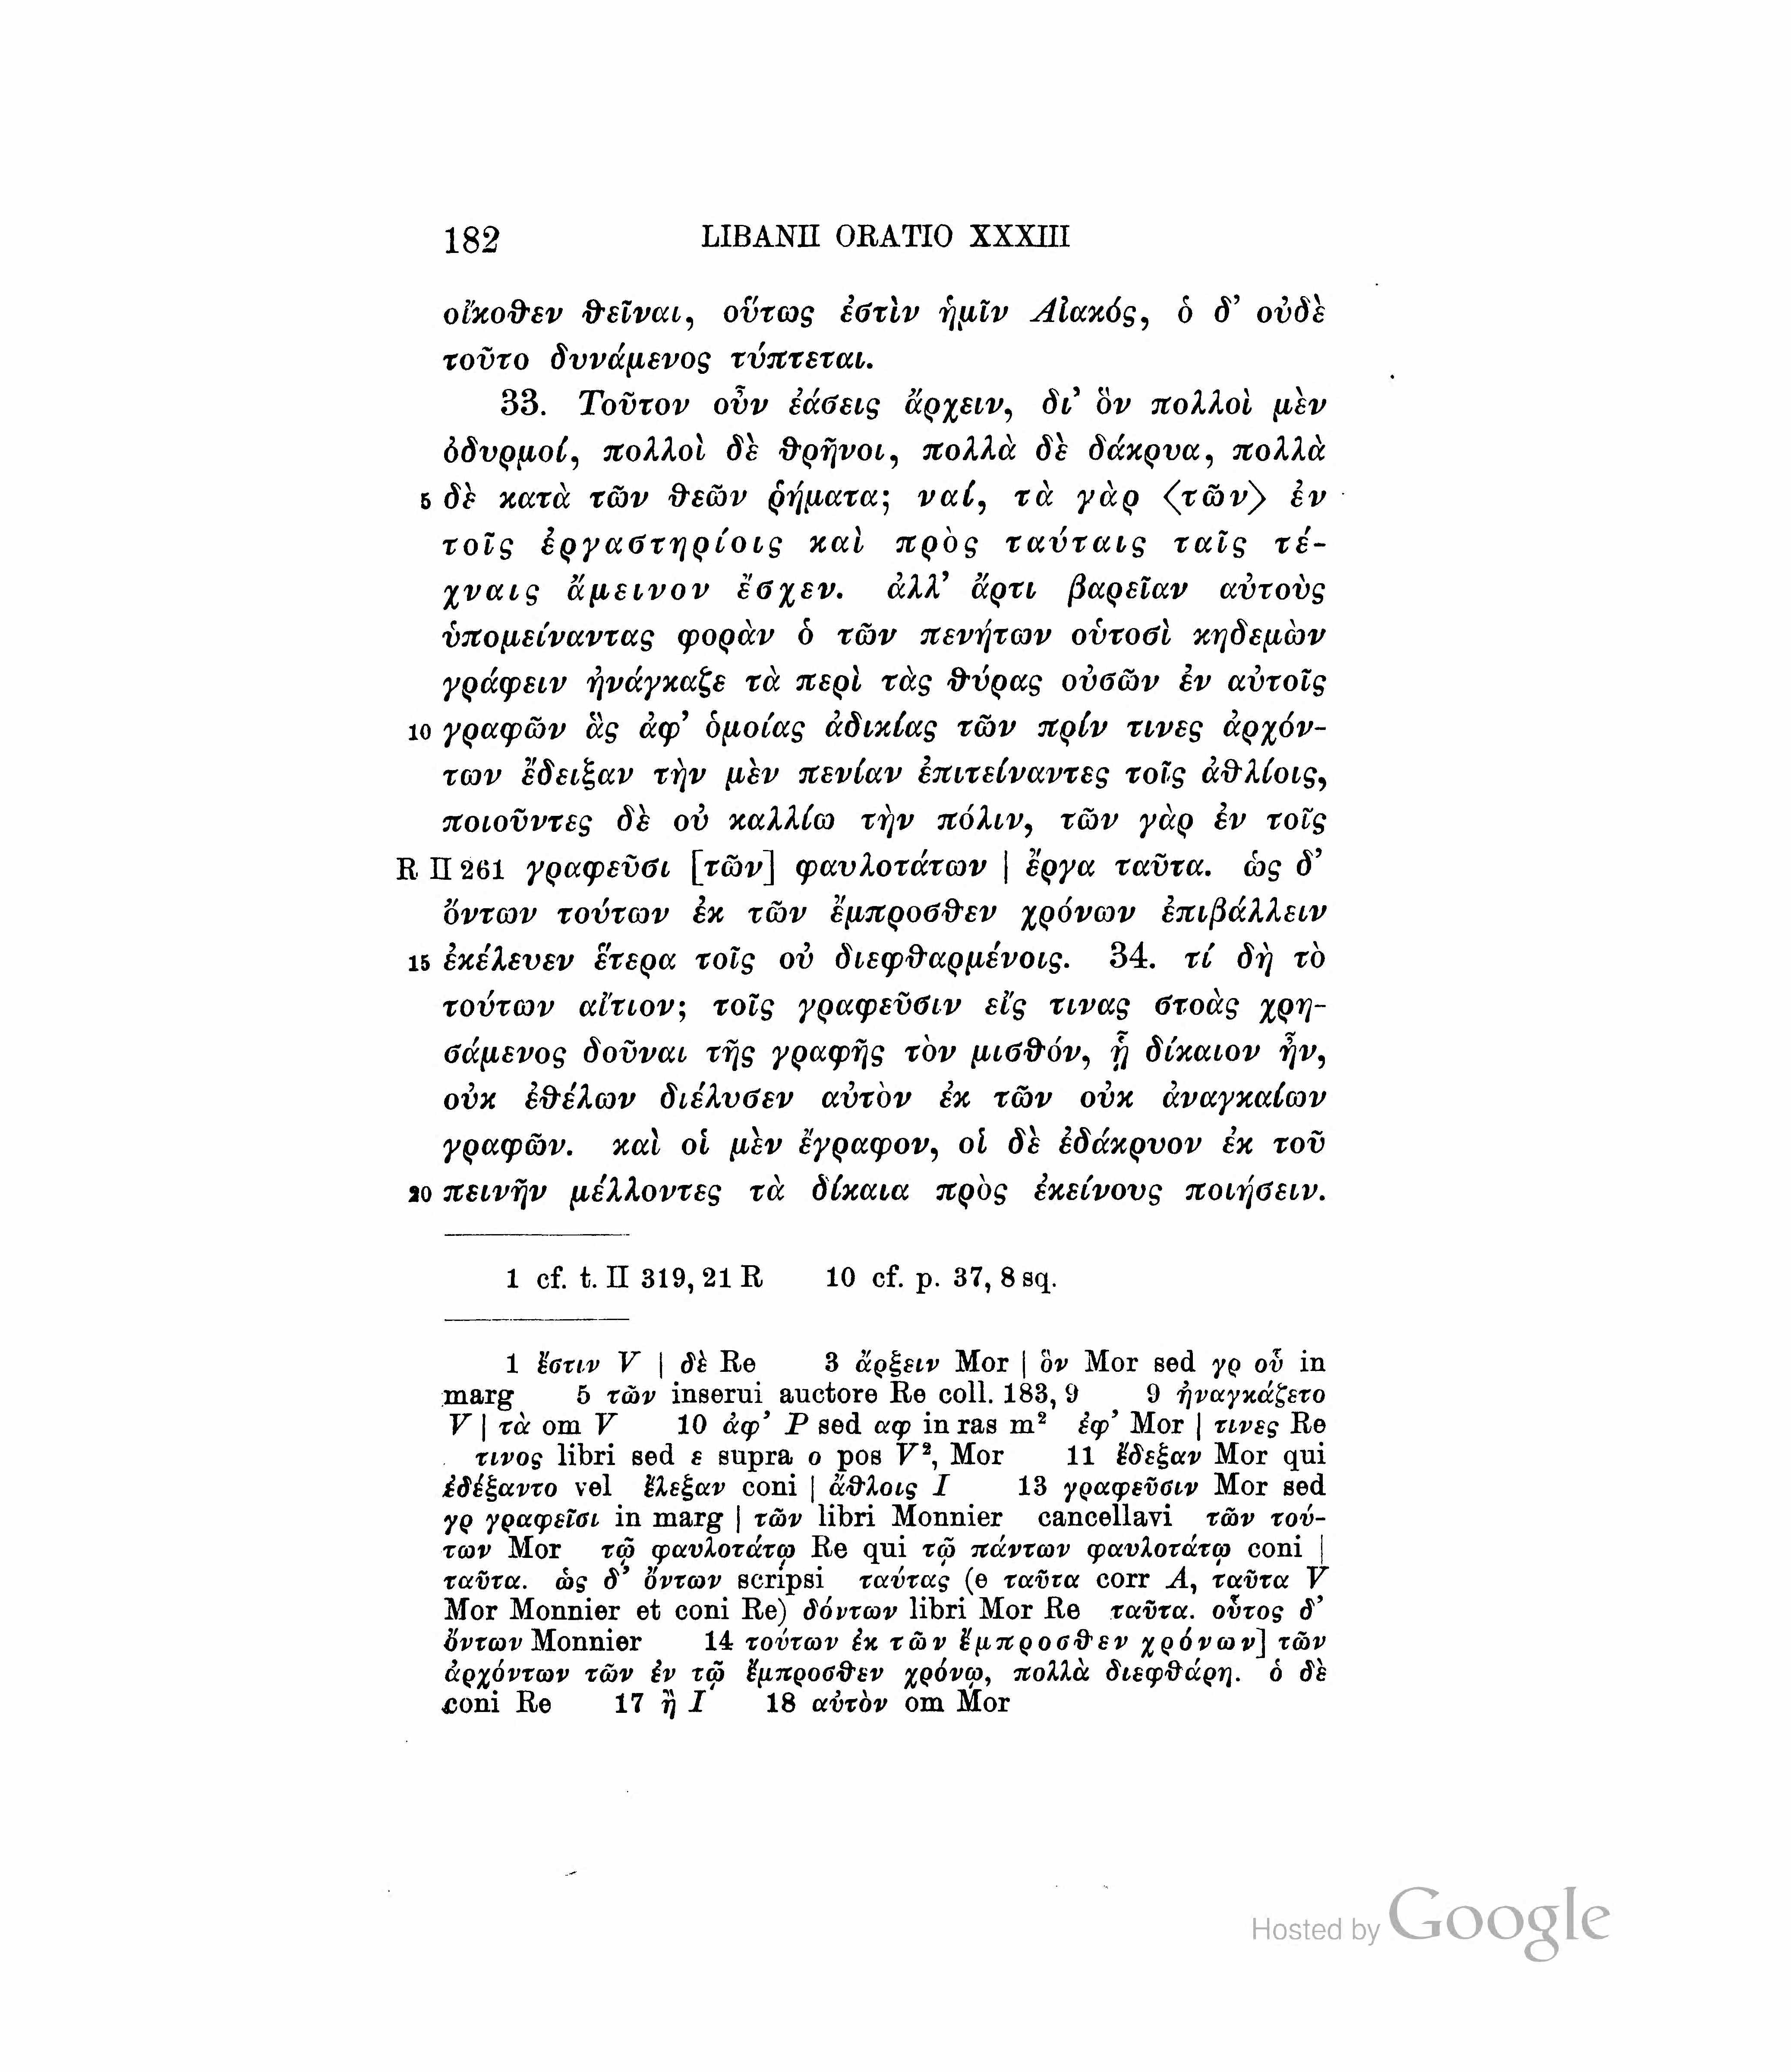 182 LIBANII ORATIO XXXIII
οἴκοθεν θεῖναι, οὕτως ἐστὶν ἡμῖν Αἰακός, ὁ δ’ οὐδὲ
τοῦτο δυνάμενος τύπτεται.
33. Τοῦτον οὖν ἐάσεις ἄρχειν, δι’ ὃν πολλοὶ μὲν
ὀδυρμοί, πολλοὶ δὲ θρῆνοι, πολλὰ δὲ δάκρυα, πολλὰ
5 δὲ κατὰ τῶν θεῶν ῥήματα; ναί, τὰ γὰρ ⟨τῶν⟩ ἐν
τοῖς ἐργαστηρίοις καὶ πρὸς ταύταις ταῖς τέ-
χναις ἄμεινον ἔσχεν. ἀλλ’ ἄρτι βαρεῖαν αὐτοὺς
ὑπομείναντας φορὰν ὁ τῶν πενήτων οὑτοσὶ κηδεμὼν
γράφειν ἠνάγκαζε τὰ περὶ τὰς θύρας οὐσῶν ἐν αὐτοῖς
10 γραφῶν ἃς ἀφ’ ὁμοίας ἀδικίας τῶν πρίν τινες ἀρχόν-
των ἔδειξαν τὴν μὲν πενίαν ἐπιτείναντες τοῖς ἀθλίοις,
ποιοῦντες δὲ οὐ καλλίω τὴν πόλιν, τῶν γὰρ ἐν τοῖς
R II 261 γραφεῦσι [τῶν] φαυλοτάτων | ἔργα ταῦτα. ὡς δ’
ὄντων τούτων ἐκ τῶν ἔμπροσθεν χρόνων ἐπιβάλλειν
15 ἐκέλευεν ἕτερα τοῖς οὐ διεφθαρμένοις. 34. τί δὴ τὸ
τούτων αἴτιον; τοῖς γραφεῦσιν εἴς τινας στοὰς χρη-
σάμενος δοῦναι τῆς γραφῆς τὸν μισθόν, ᾗ δίκαιον ἦν,
οὐκ ἐθέλων διέλυσεν αὐτὸν ἐκ τῶν οὐκ ἀναγκαίων
γραφῶν. καὶ οἱ μὲν ἔγραφον, οἱ δὲ ἐδάκρυον ἐκ τοῦ
20 πεινῆν μέλλοντες τὰ δίκαια πρὸς ἐκείνους ποιήσειν.
1 cf. t. II 319, 21 R 10 cf. p. 37, 8 sq.
1 ἔστιν V | δὲ Re 3 ἄρξειν Mor | ὃν Mor sed γρ οὗ in
marg 5 τῶν inserui auctore Re coll. 183, 9 9 ἠναγκάζετο
V | τὰ om V 10 ἀφ’ P sed αφ in ras m² ἐφ’ Mor | τινες Re
τινος libri sed ε supra o pos V², Mor 11 ἔδεξαν Mor qui
ἐδέξαντο vel ἔλεξαν coni | ἄθλοις I 13 γραφεῦσιν Mor sed
γρ γραφεῖσι in marg | τῶν libri Monnier cancellavi τῶν τού-
των Mor τῷ φαυλοτάτῳ Re qui τῷ πάντων φαυλοτάτῳ coni |
ταῦτα. ὡς δ’ ὄντων scripsi ταύτας (e ταῦτα corr A, ταῦτα V
Mor Monnier et coni Re) δόντων libri Mor Re ταῦτα. οὗτος δ’
ὄντων Monnier 14 τούτων ἐκ τῶν ἔμπροσθεν χρόνων] τῶν
ἀρχόντων τῶν ἐν τῷ ἔμπροσθεν χρόνῳ, πολλὰ διεφθάρη. ὁ δὲ
coni Re 17 ἢ I 18 αὐτὸν om Mor
Hosted by Google